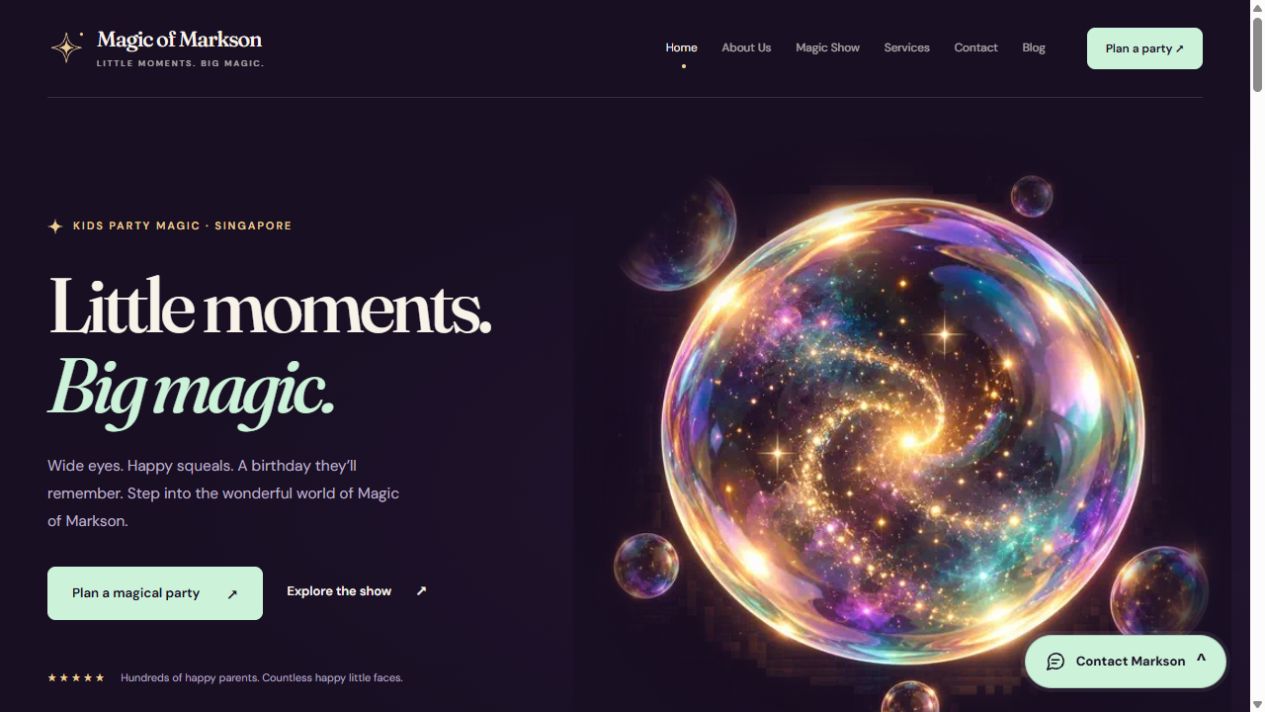 Magic of Markson
LITTLE MOMENTS. BIG MAGIC.
Home
About Us
Magic Show
Services
Contact
Blog
Plan a party ↗
KIDS PARTY MAGIC · SINGAPORE
Little moments.
Big magic.
Wide eyes. Happy squeals. A birthday they’ll
remember. Step into the wonderful world of Magic
of Markson.
Plan a magical party ↗
Explore the show ↗
★★★★★ Hundreds of happy parents. Countless happy little faces.
Contact Markson ^